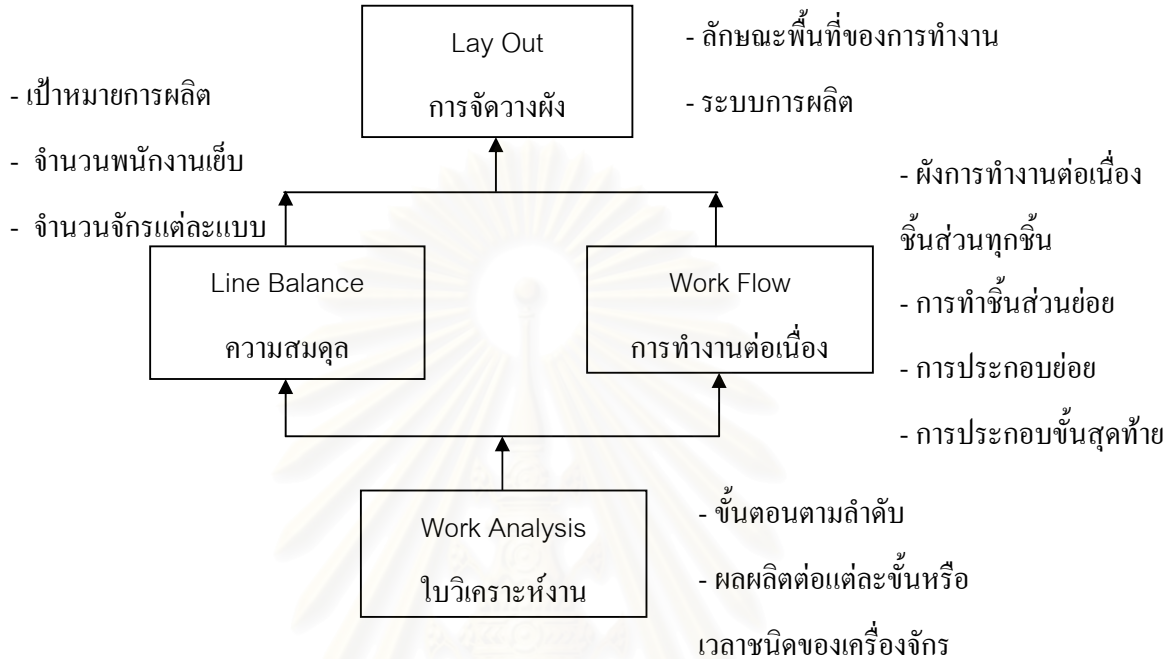 Lay Out
การจัดวางผัง
- ลักษณะพื้นที่ของการทำงาน
- ระบบการผลิต
- เป้าหมายการผลิต
- จำนวนพนักงานเย็บ
- จำนวนจักรแต่ละแบบ
Line Balance
ความสมดุล
Work Flow
การทำงานต่อเนื่อง
- ผังการทำงานต่อเนื่อง
ชิ้นส่วนทุกชิ้น
- การทำชิ้นส่วนย่อย
- การประกอบย่อย
- การประกอบขั้นสุดท้าย
Work Analysis
ใบวิเคราะห์งาน
- ขั้นตอนตามลำดับ
- ผลผลิตต่อแต่ละขั้นหรือ
เวลาชนิดของเครื่องจักร